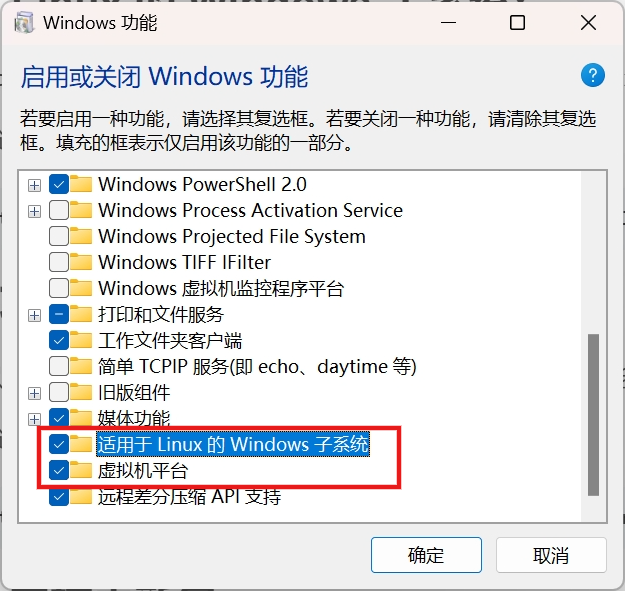 Windows 功能
启用或关闭 Windows 功能
?
若要启用一种功能，请选择其复选框。若要关闭一种功能，请清除其复选
框。填充的框表示仅启用该功能的一部分。
Windows PowerShell 2.0
Windows Process Activation Service
Windows Projected File System
Windows TIFF IFilter
Windows 虚拟机监控程序平台
打印和文件服务
工作文件夹客户端
简单 TCPIP 服务(即 echo、daytime 等)
旧版组件
媒体功能
适用于 Linux 的 Windows 子系统
虚拟机平台
远程差分压缩 API 支持
确定
取消